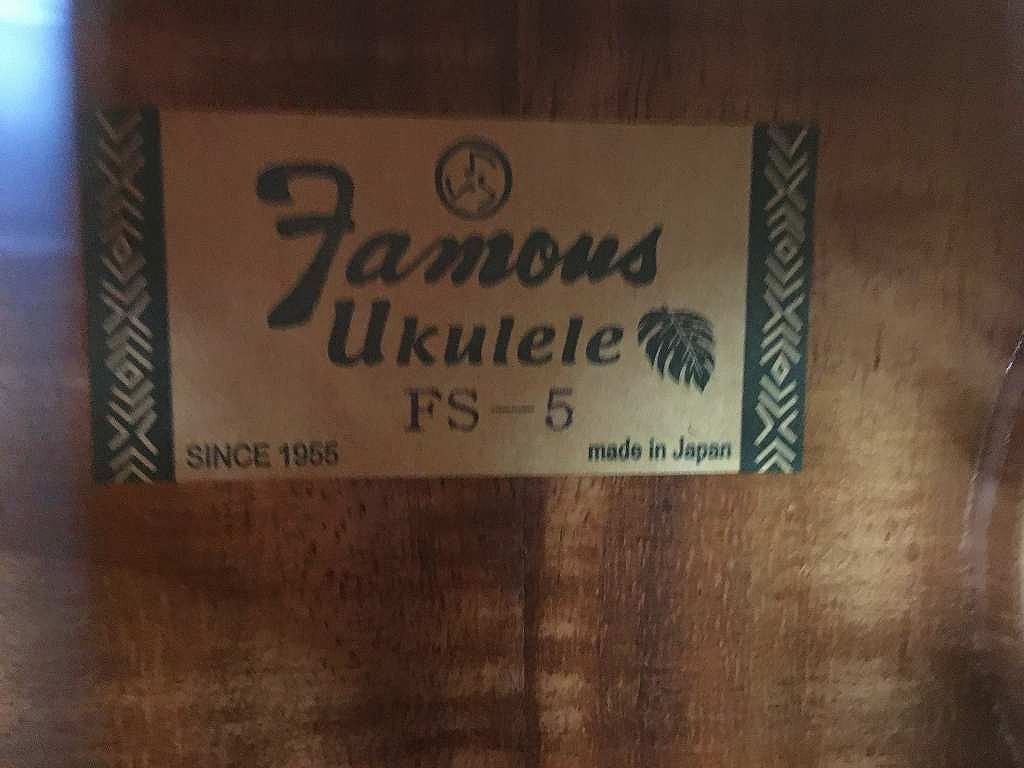 Famous
Ukulele
FS-5
SINCE 1955
made in Japan